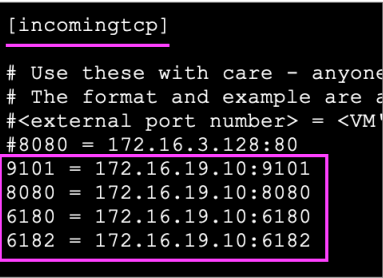 [incomingtcp]
# Use these with care - anyone
# The format and example are
#<external port number> = <VM'
#8080 = 172.16.3.128:80
9101 = 172.16.19.10:9101
8080 = 172.16.19.10:8080
6180 = 172.16.19.10:6180
6182 = 172.16.19.10:6182